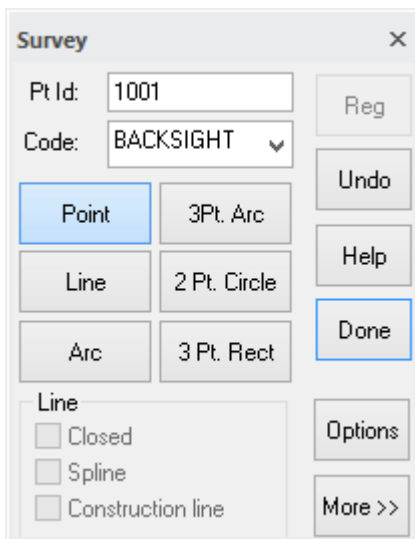 Survey
Pt Id: 1001
Code: BACKSIGHT
Reg
Undo
Help
Done
Point
3Pt. Arc
Line
2 Pt. Circle
Arc
3 Pt. Rect
Line
Closed
Spline
Construction line
Options
More >>